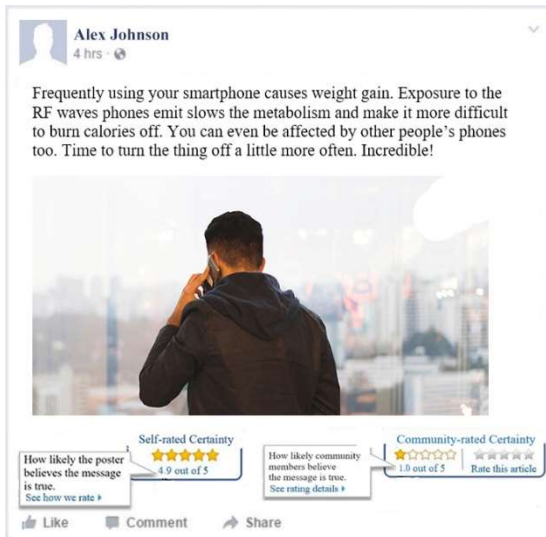 Alex Johnson
4 hrs ·
Frequently using your smartphone causes weight gain. Exposure to the
RF waves phones emit slows the metabolism and make it more difficult
to burn calories off. You can even be affected by other people's phones
too. Time to turn the thing off a little more often. Incredible!
Self-rated Certainty
4.9 out of 5
How likely the poster
believes the message
is true.
See how we rate
Community-rated Certainty
1.0 out of 5
Rate this article
How likely community
members believe
the message is true.
See rating details
Like
Comment
Share